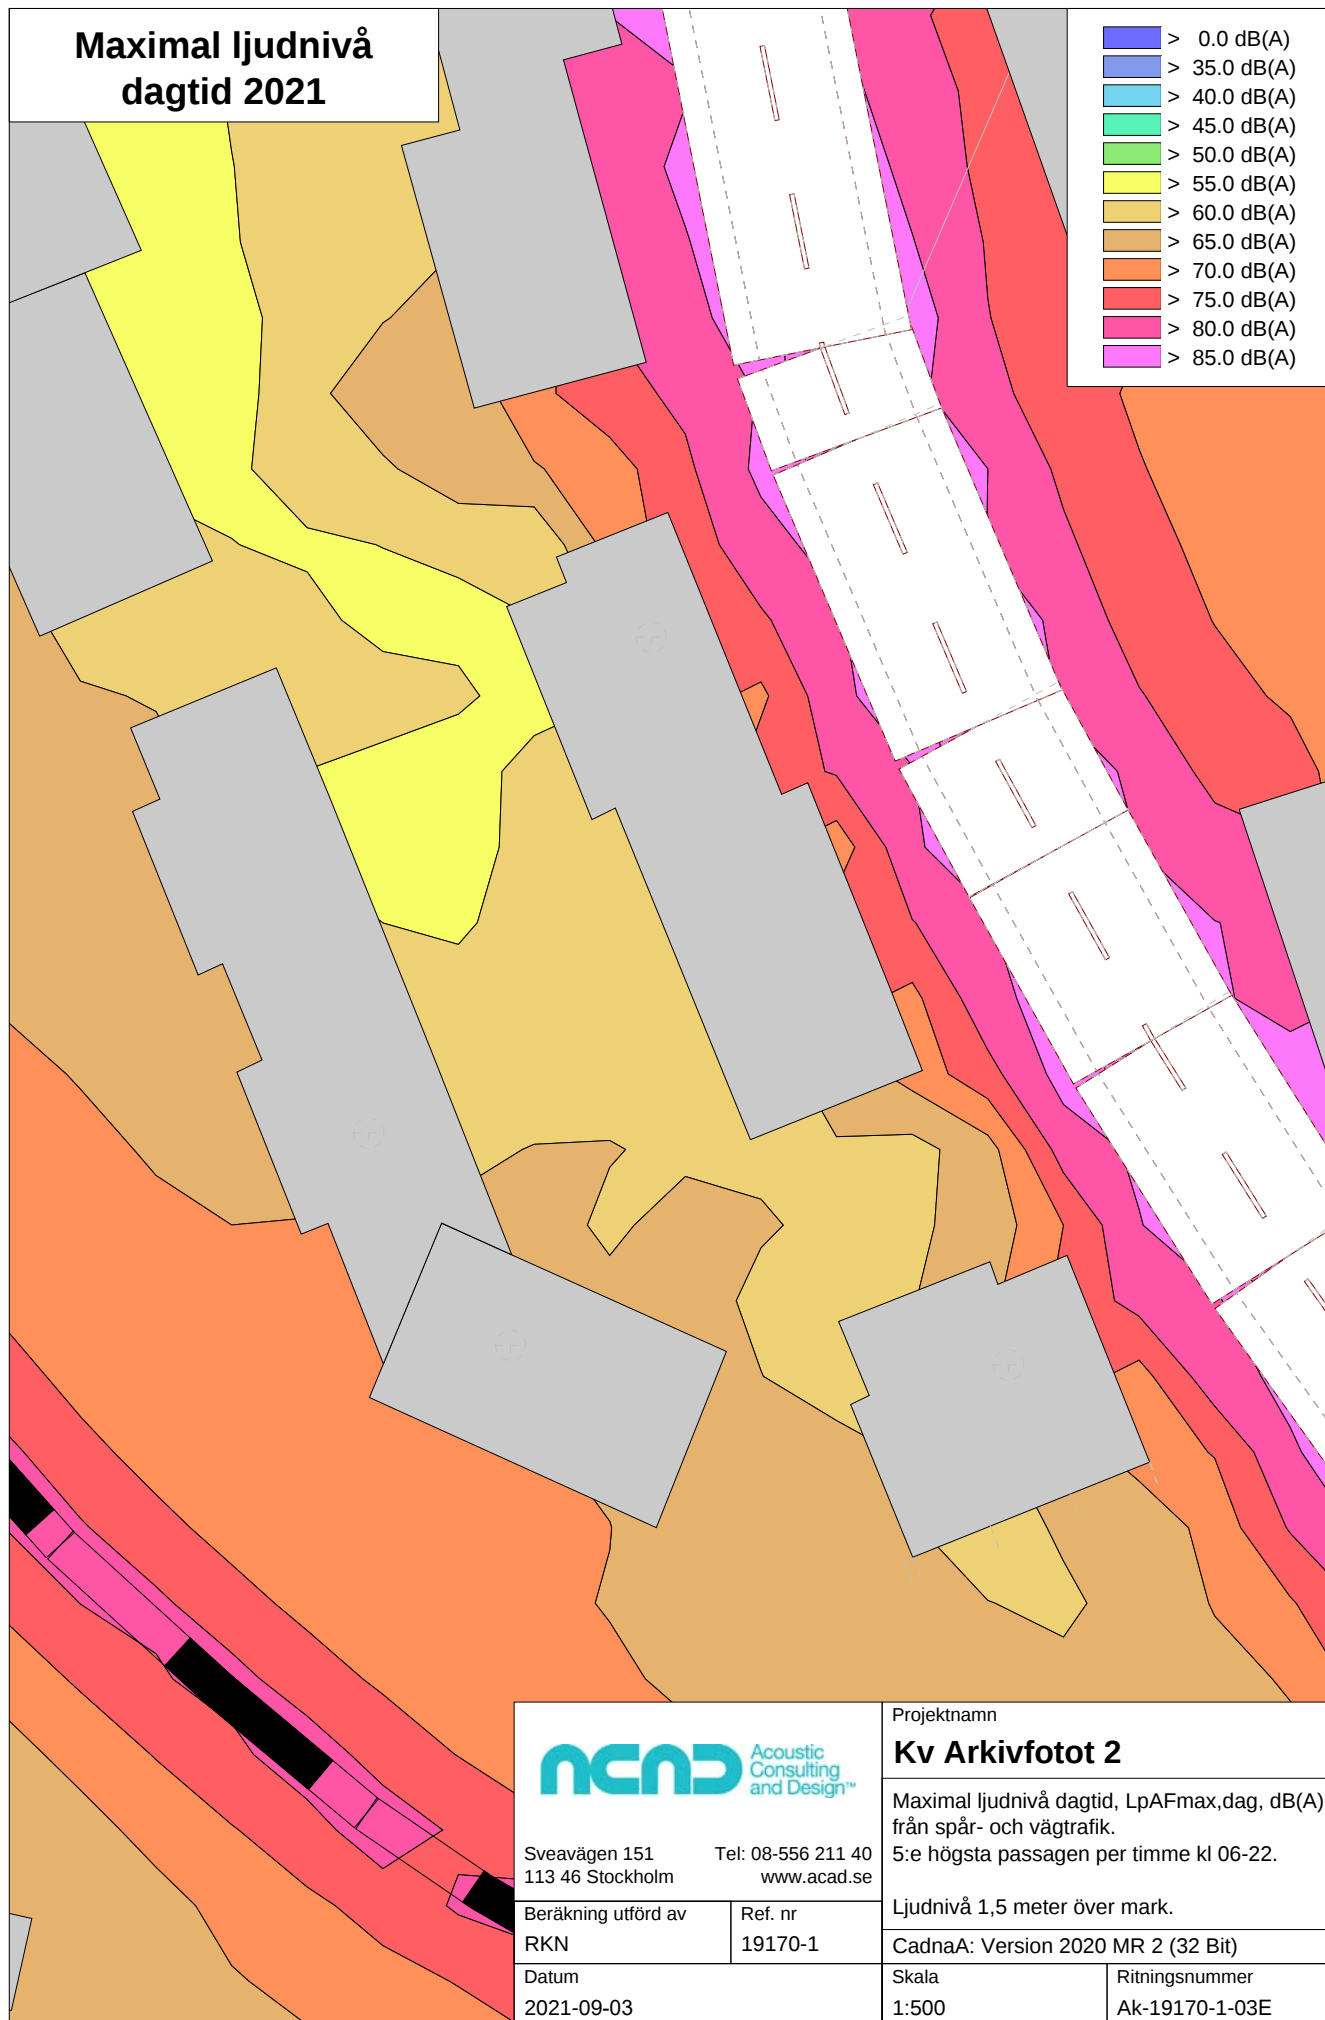 Maximal ljudnivå
dagtid 2021
> 0.0 dB(A)
> 35.0 dB(A)
> 40.0 dB(A)
> 45.0 dB(A)
> 50.0 dB(A)
> 55.0 dB(A)
> 60.0 dB(A)
> 65.0 dB(A)
> 70.0 dB(A)
> 75.0 dB(A)
> 80.0 dB(A)
> 85.0 dB(A)
ACAD
Acoustic
Consulting
and Design™
Sveavägen 151 Tel: 08-556 211 40
113 46 Stockholm www.acad.se
Beräkning utförd av
RKN
Ref. nr
19170-1
Datum
2021-09-03
Projektnamn
Kv Arkivfotot 2
Maximal ljudnivå dagtid, LpAFmax,dag, dB(A)
från spår- och vägtrafik.
5:e högsta passagen per timme kl 06-22.
Ljudnivå 1,5 meter över mark.
CadnaA: Version 2020 MR 2 (32 Bit)
Skala
1:500
Ritningsnummer
Ak-19170-1-03E